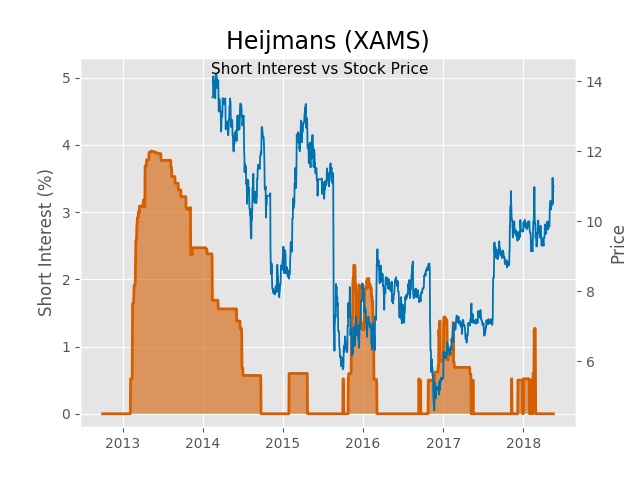 Heijmans (XAMS)
Short Interest vs Stock Price
Short Interest (%)
5
4
3
2
1
0
14
12
10
8
6
Price
2013 2014 2015 2016 2017 2018